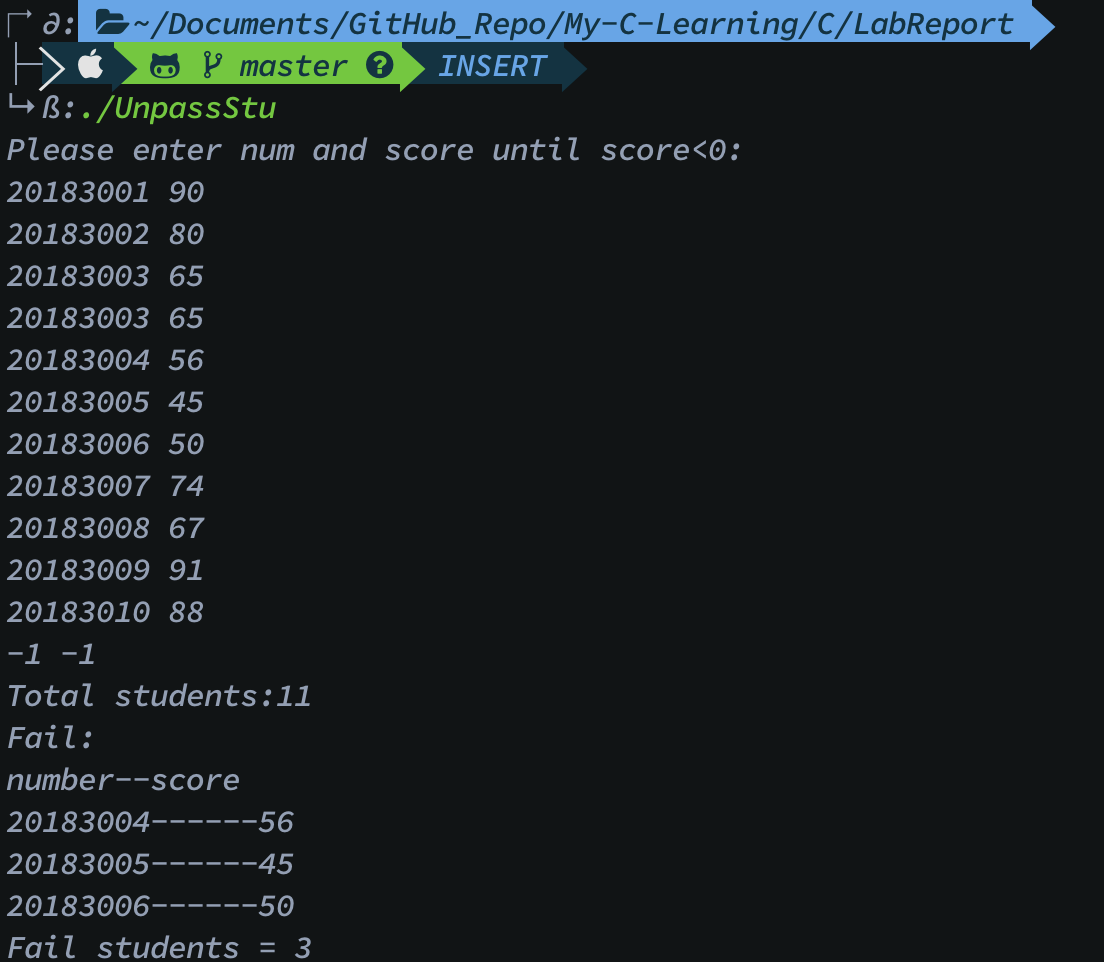 ∂: ~/Documents/GitHub_Repo/My-C-Learning/C/LabReport
master ? INSERT
ß:./UnpassStu
Please enter num and score until score<0:
20183001 90
20183002 80
20183003 65
20183003 65
20183004 56
20183005 45
20183006 50
20183007 74
20183008 67
20183009 91
20183010 88
-1 -1
Total students:11
Fail:
number--score
20183004------56
20183005------45
20183006------50
Fail students = 3